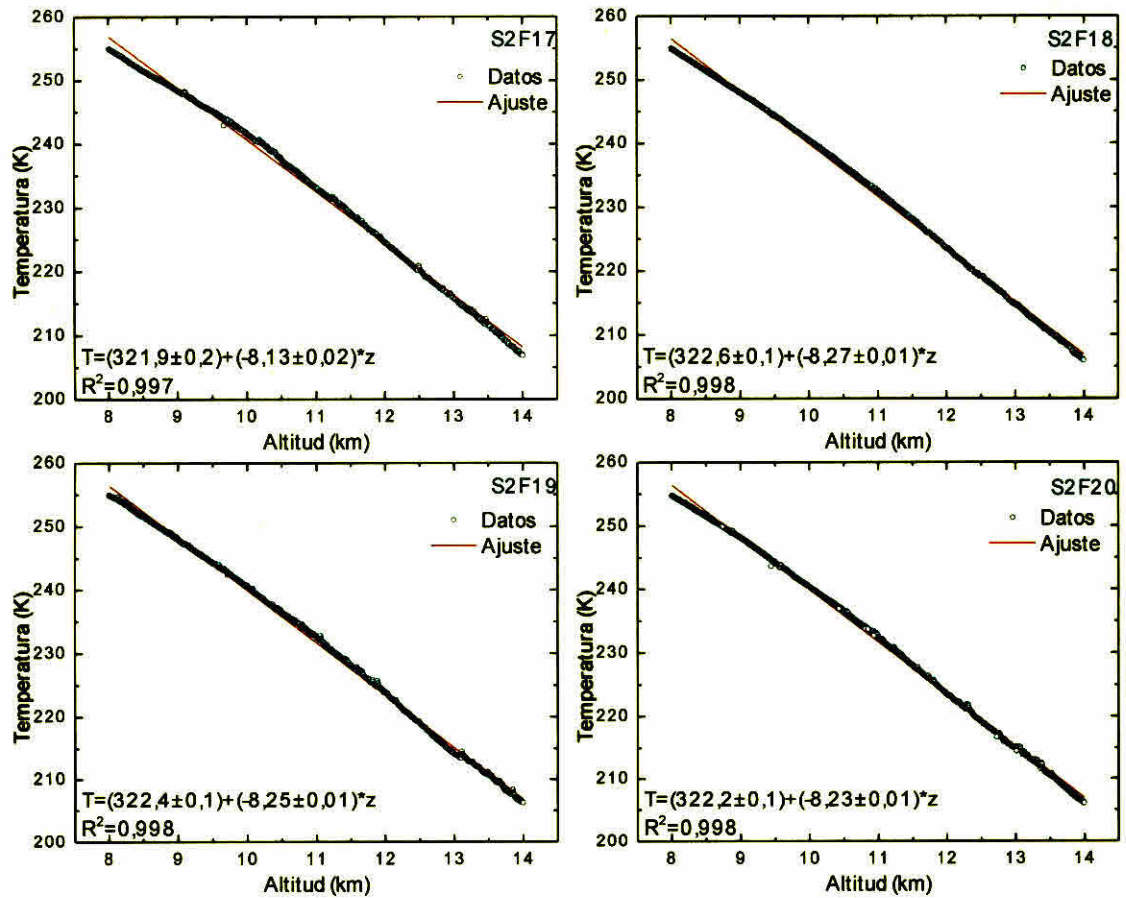 S2F17
Datos
Ajuste
Temperatura (K)
260
250
240
230
220
210
200
T=(321,9±0,2)+(-8,13±0,02)*z
R²=0,997
8 9 10 11 12 13 14
Altitud (km)
S2F18
Datos
Ajuste
Temperatura (K)
260
250
240
230
220
210
200
T=(322,6±0,1)+(-8,27±0,01)*z
R²=0,998
8 9 10 11 12 13 14
Altitud (km)
S2F19
Datos
Ajuste
Temperatura (K)
260
250
240
230
220
210
200
T=(322,4±0,1)+(-8,25±0,01)*z
R²=0,998
8 9 10 11 12 13 14
Altitud (km)
S2F20
Datos
Ajuste
Temperatura (K)
260
250
240
230
220
210
200
T=(322,2±0,1)+(-8,23±0,01)*z
R²=0,998
8 9 10 11 12 13 14
Altitud (km)